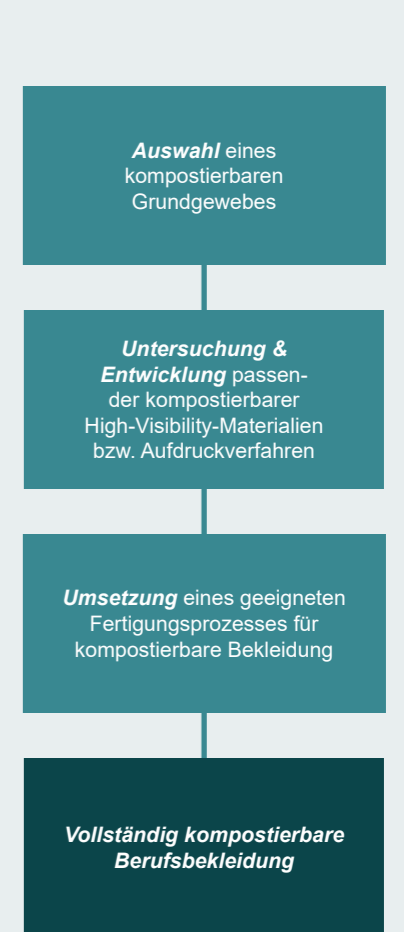 Auswahl eines
kompostierbaren
Grundgewebes
Untersuchung &
Entwicklung passen-
der kompostierbarer
High-Visibility-Materialien
bzw. Aufdruckverfahren
Umsetzung eines geeigneten
Fertigungsprozesses für
kompostierbare Bekleidung
Vollständig kompostierbare
Berufsbekleidung